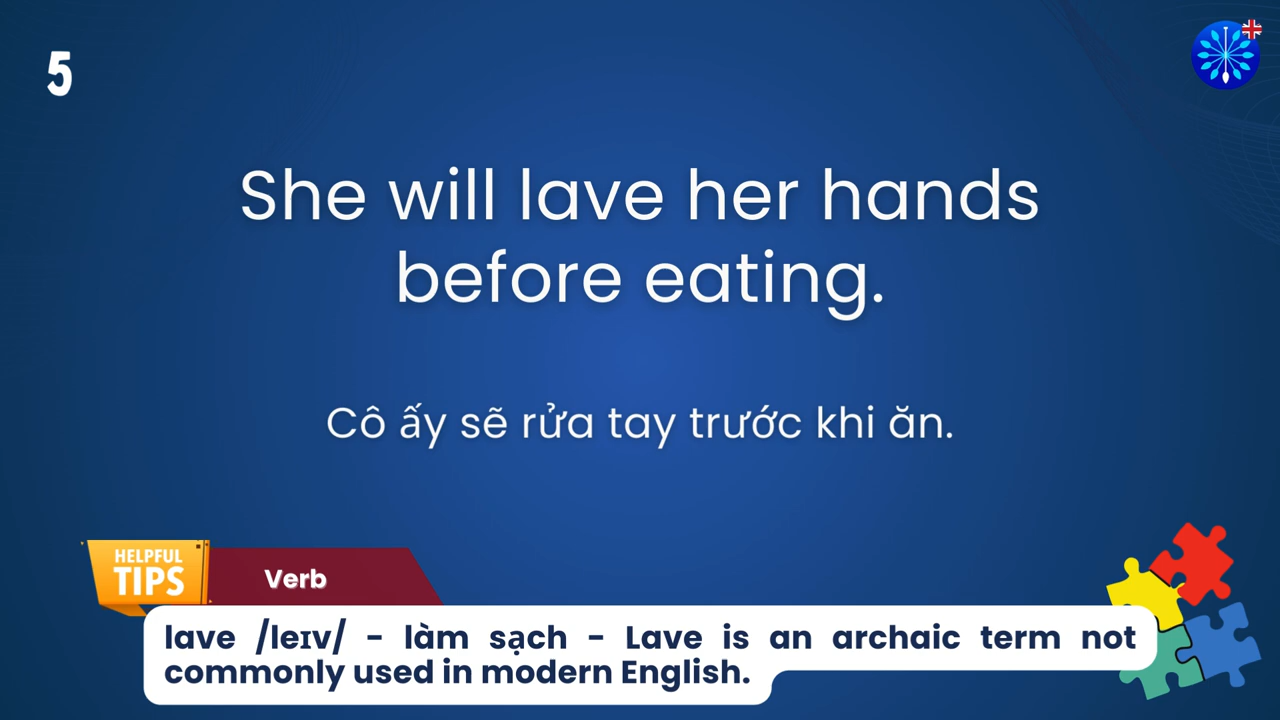 5
She will lave her hands
before eating.
Cô ấy sẽ rửa tay trước khi ăn.
HELPFUL
TIPS
Verb
lave /leɪv/ - làm sạch - Lave is an archaic term not
commonly used in modern English.